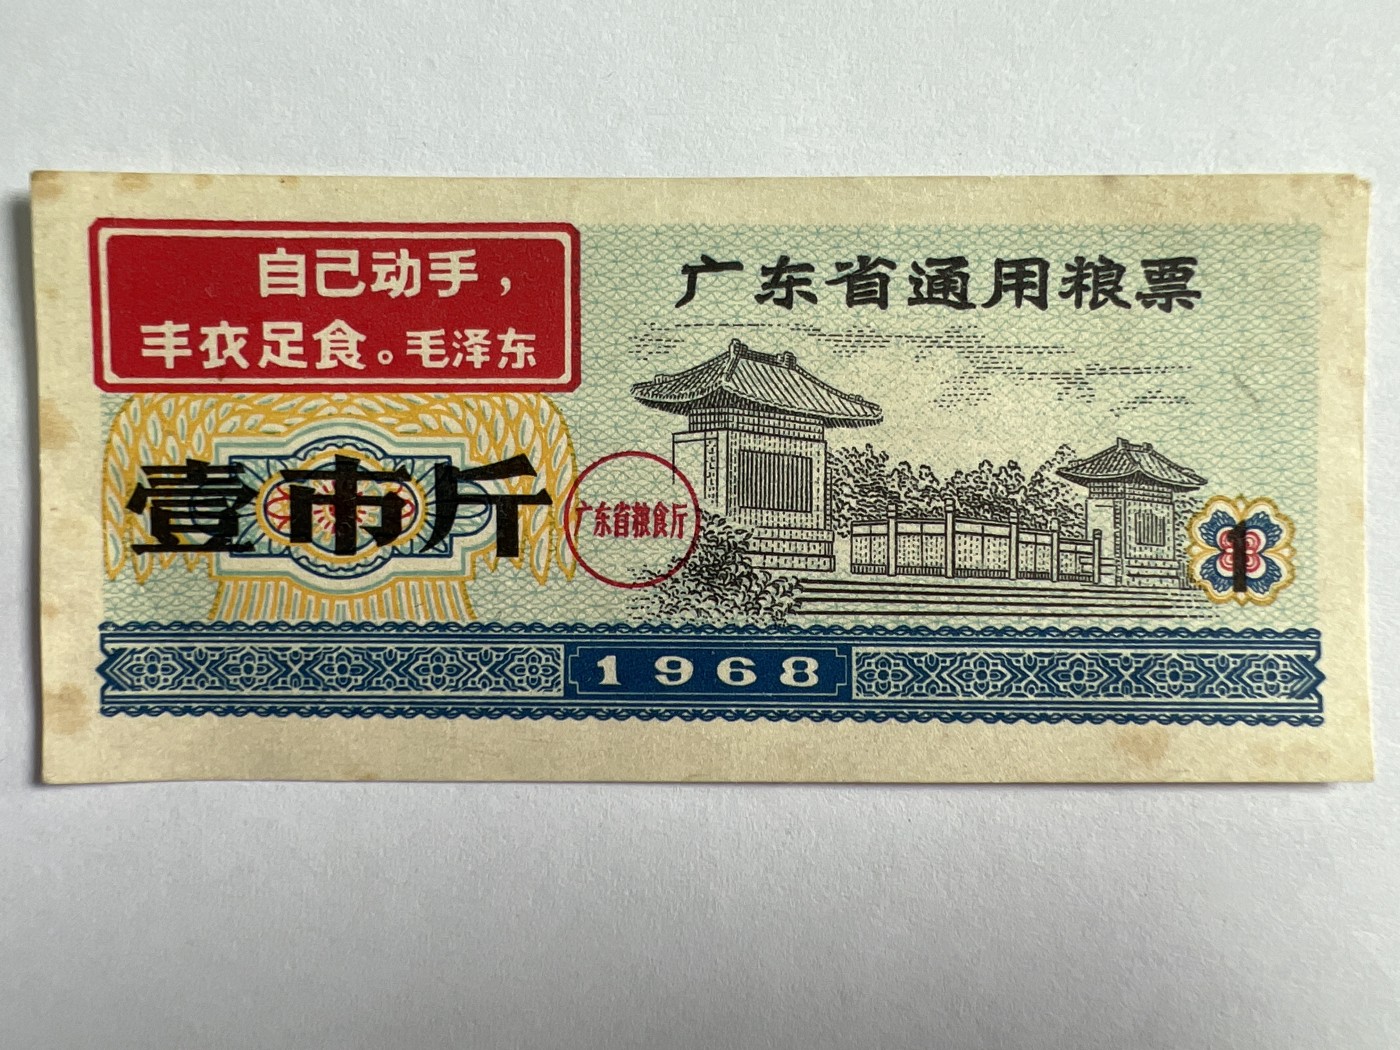 自己动手，
丰衣足食。毛泽东
广东省通用粮票
壹市斤
广东省粮食厅
1
1968